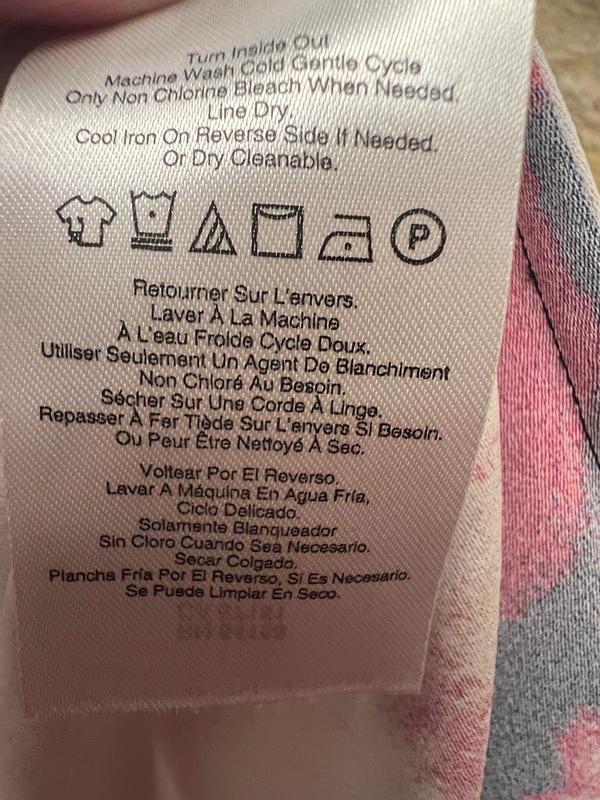 Turn Inside Out
Machine Wash Cold Gentle Cycle
Only Non Chlorine Bleach When Needed.
Line Dry.
Cool Iron On Reverse Side If Needed.
Or Dry Cleanable.
P
Retourner Sur L'envers.
Laver À La Machine
À L'eau Froide Cycle Doux.
Utiliser Seulement Un Agent De Blanchiment
Non Chloré Au Besoin.
Sécher Sur Une Corde À Linge.
Repasser À Fer Tiède Sur L'envers Si Besoin.
Ou Peur Être Nettoyé À Sec.
Voltear Por El Reverso.
Lavar A Máquina En Agua Fría,
Ciclo Delicado.
Solamente Blanqueador
Sin Cloro Cuando Sea Necesario.
Secar Colgado.
Plancha Fría Por El Reverso, Si Es Necesario.
Se Puede Limpiar En Seco.